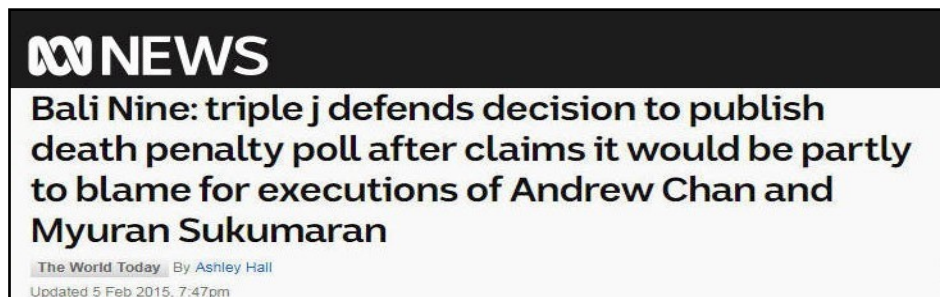 NEWS
Bali Nine: triple j defends decision to publish
death penalty poll after claims it would be partly
to blame for executions of Andrew Chan and
Myuran Sukumaran
The World Today By Ashley Hall
Updated 5 Feb 2015, 7:47pm